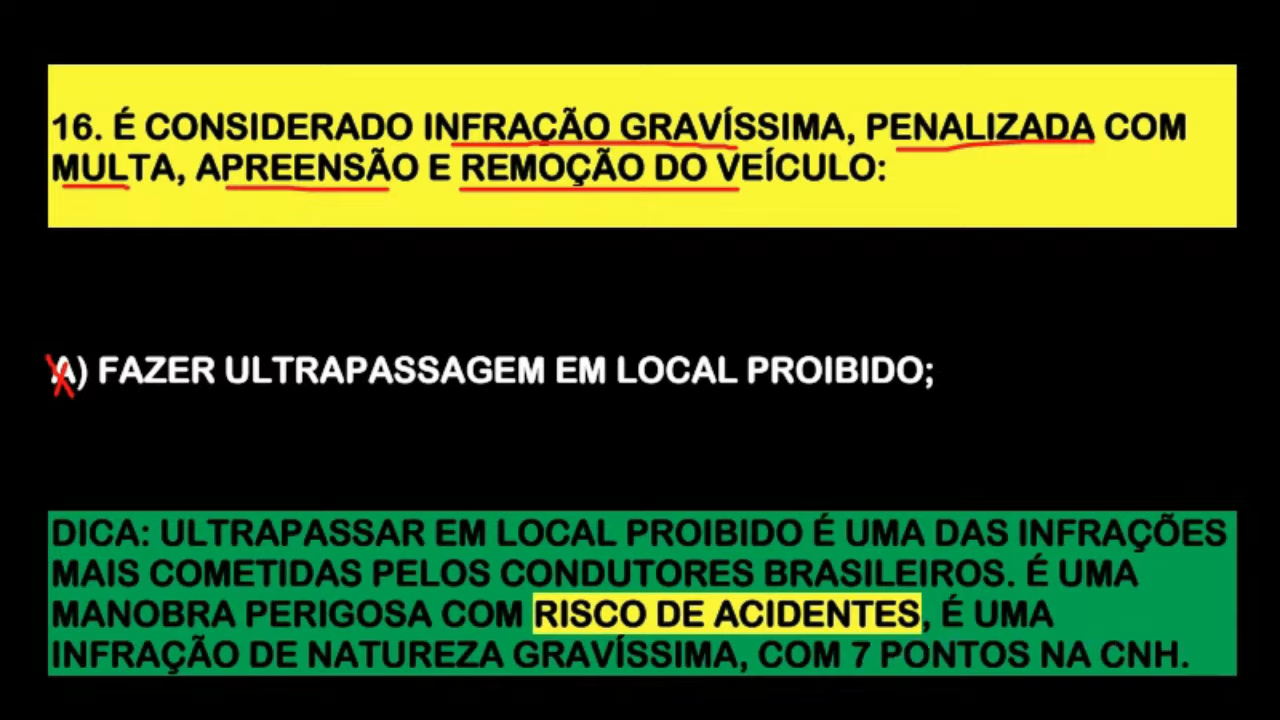 16. É CONSIDERADO INFRAÇÃO GRAVÍSSIMA, PENALIZADA COM
MULTA, APREENSÃO E REMOÇÃO DO VEÍCULO:
A) FAZER ULTRAPASSAGEM EM LOCAL PROIBIDO;
DICA: ULTRAPASSAR EM LOCAL PROIBIDO É UMA DAS INFRAÇÕES
MAIS COMETIDAS PELOS CONDUTORES BRASILEIROS. É UMA
MANOBRA PERIGOSA COM RISCO DE ACIDENTES, É UMA
INFRAÇÃO DE NATUREZA GRAVÍSSIMA, COM 7 PONTOS NA CNH.